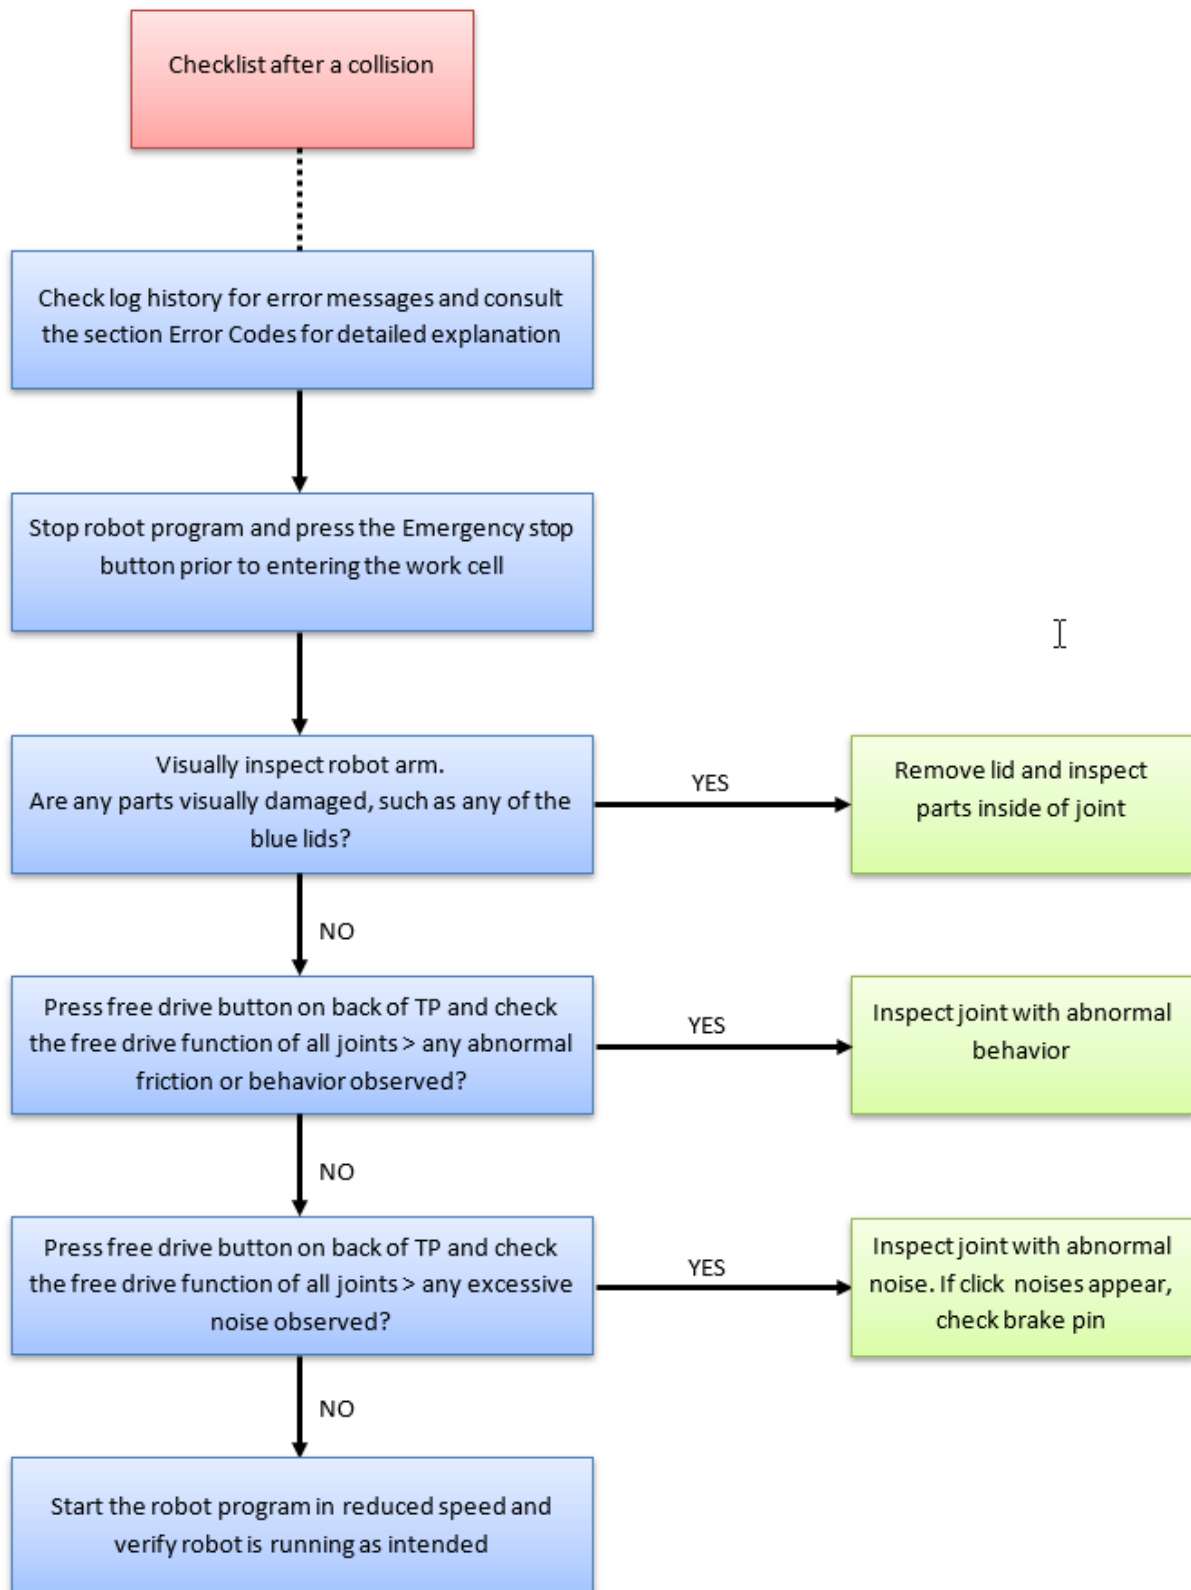 Checklist after a collision
Check log history for error messages and consult
the section Error Codes for detailed explanation
Stop robot program and press the Emergency stop
button prior to entering the work cell
Visually inspect robot arm.
Are any parts visually damaged, such as any of the
blue lids?
YES
Remove lid and inspect
parts inside of joint
NO
Press free drive button on back of TP and check
the free drive function of all joints > any abnormal
friction or behavior observed?
YES
Inspect joint with abnormal
behavior
NO
Press free drive button on back of TP and check
the free drive function of all joints > any excessive
noise observed?
YES
Inspect joint with abnormal
noise. If click noises appear,
check brake pin
NO
Start the robot program in reduced speed and
verify robot is running as intended